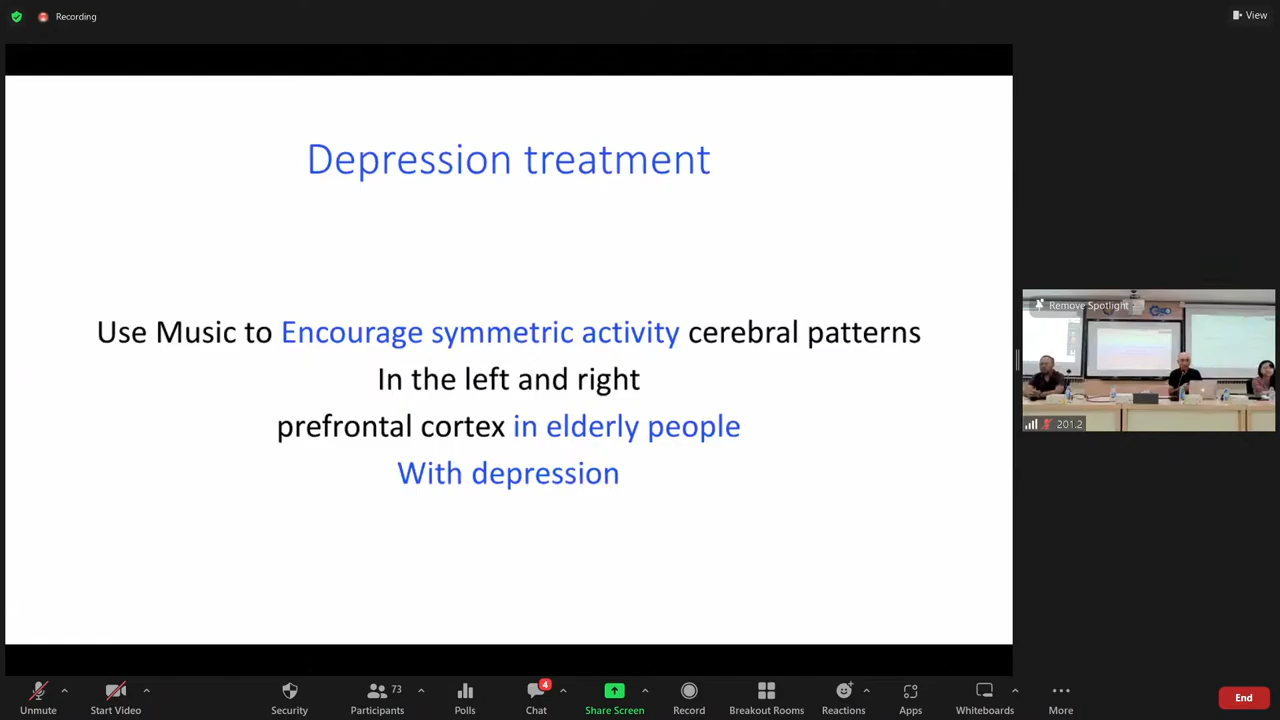 Recording
View
Depression treatment
Use Music to Encourage symmetric activity cerebral patterns
In the left and right
prefrontal cortex in elderly people
With depression
Remove Spotlight
201.2
Unmute
Start Video
Security
73
Participants
Polls
4
Chat
Share Screen
Record
Breakout Rooms
Reactions
Apps
Whiteboards
More
End